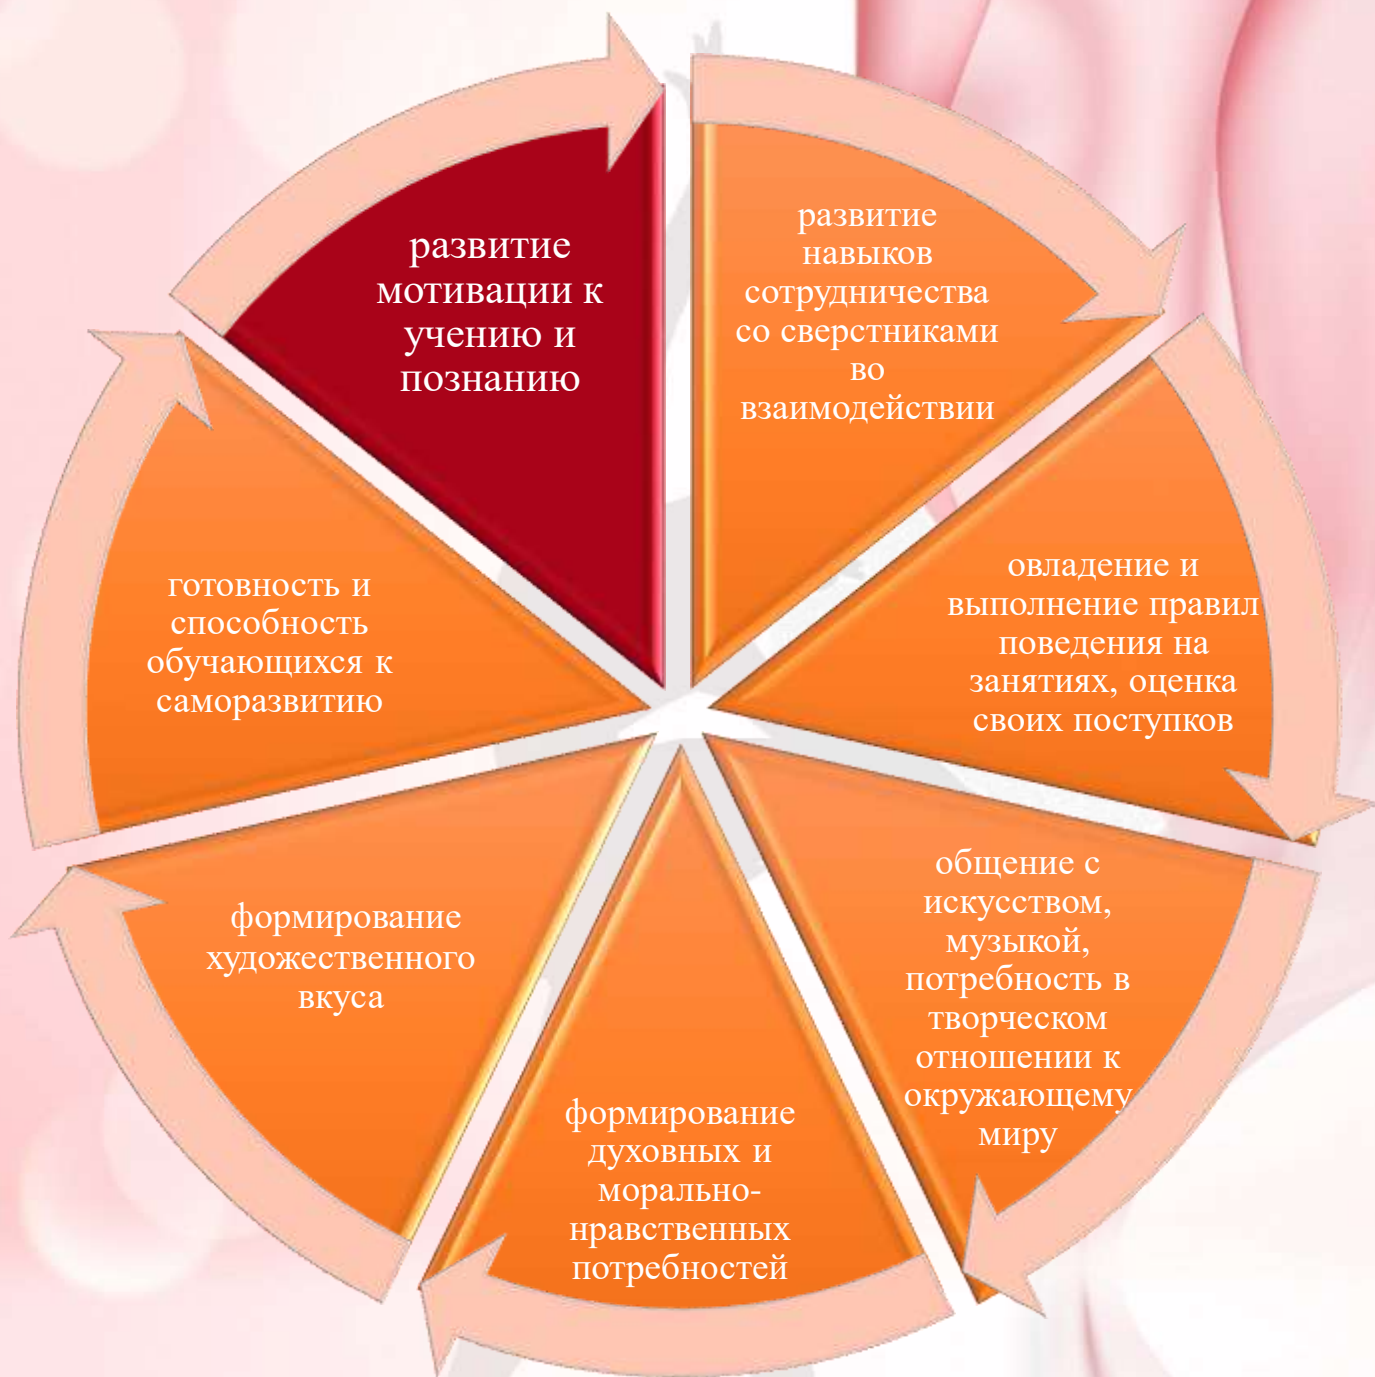 развитие
мотивации к
учению и
познанию
развитие
навыков
сотрудничества
со сверстниками
во
взаимодействии
овладение и
выполнение правил
поведения на
занятиях, оценка
своих поступков
общение с
искусством,
музыкой,
потребность в
творческом
отношении к
окружающему
миру
формирование
духовных и
морально-
нравственных
потребностей
формирование
художественного
вкуса
готовность и
способность
обучающихся к
саморазвитию